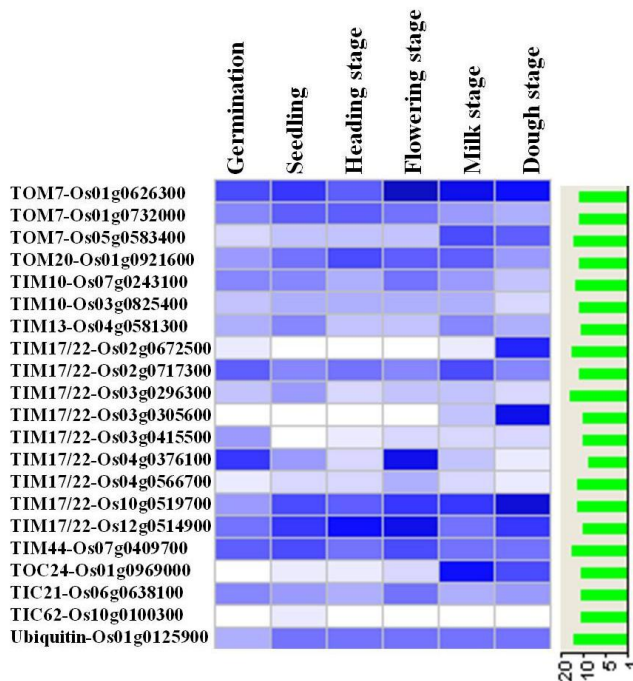 Germination
Seedling
Heading stage
Flowering stage
Milk stage
Dough stage
TOM7-Os01g0626300
TOM7-Os01g0732000
TOM7-Os05g0583400
TOM20-Os01g0921600
TIM10-Os07g0243100
TIM10-Os03g0825400
TIM13-Os04g0581300
TIM17/22-Os02g0672500
TIM17/22-Os02g0717300
TIM17/22-Os03g0296300
TIM17/22-Os03g0305600
TIM17/22-Os03g0415500
TIM17/22-Os04g0376100
TIM17/22-Os04g0566700
TIM17/22-Os10g0519700
TIM17/22-Os12g0514900
TIM44-Os07g0409700
TOC24-Os01g0969000
TIC21-Os06g0638100
TIC62-Os10g0100300
Ubiquitin-Os01g0125900
20
10
5
1